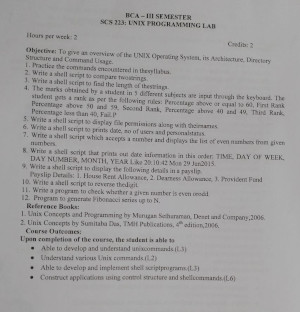 BCA – III SEMESTER
SCS 223: UNIX PROGRAMMING LAB
Hours per week: 2
Credits: 2
Objective: To give an overview of the UNIX Operating System, its Architecture, Directory
Structure and Command Usage.
1. Practice the commands encountered in thesyllabus.
2. Write a shell script to compare twostrings.
3. Write a shell script to find the length of thestrings.
4. The marks obtained by a student in 5 different subjects are input through the keyboard. The
student gets a rank as per the following rules: Percentage above or equal to 60, First Rank
Percentage above 50 and 59, Second Rank, Percentage above 40 and 49, Third Rank,
Percentage less than 40, Fail.P
5. Write a shell script to display file permissions along with theirnames
6. Write a shell script to prints date, no of users and personalstatus.
7. Write a shell script which accepts a number and displays the list of even numbers from given
numbers.
8. Write a shell script that prints out date information in this order: TIME, DAY OF WEEK,
DAY NUMBER, MONTH, YEAR Like 20:10:42 Mon 29 Jan2013.
9. Write a shell script to display the following details in a payslip.
Payslip Details: 1. House Rent Allowance, 2. Dearness Allowance, 3. Provident Fund
10. Write a shell script to reverse thedigit.
11. Write a program to check whether a given number is even orodd.
12. Program to generate Fibonacci series up to N.
Reference Books:
1. Unix Concepts and Programming by Murugan Sethuraman, and Company,2006.
2. Unix Concepts by Sumitaba Das, TMH Publications, 4th edition,2006.
Course Outcomes:
Upon completion of the course, the student is able to
• Able to develop and understand unixcommands.(L3)
• Understand various Unix commands.(L2)
• Able to develop and implement shell scriptprograms.(L3)
• Construct applications using control structure and shellcommands.(L6)